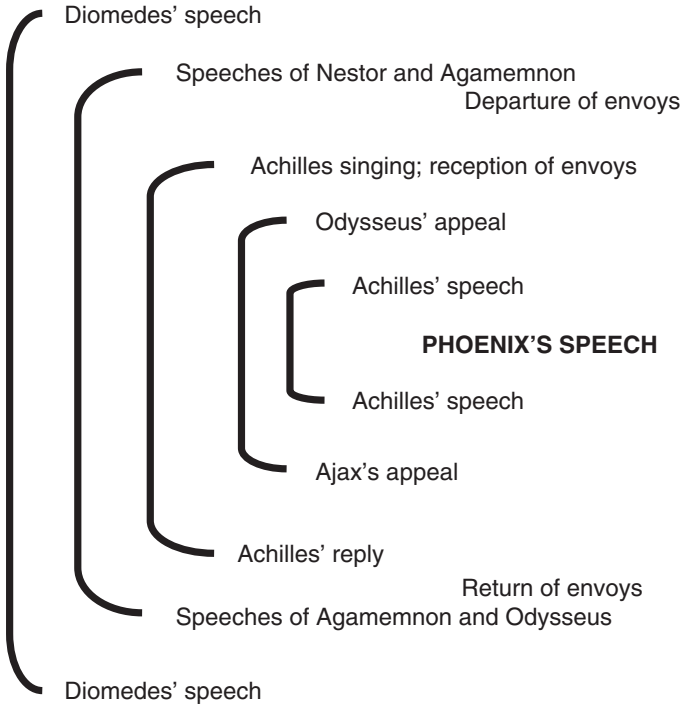 Diomedes’ speech
Speeches of Nestor and Agamemnon
Departure of envoys
Achilles singing; reception of envoys
Odysseus’ appeal
Achilles’ speech
PHOENIX’S SPEECH
Achilles’ speech
Ajax’s appeal
Achilles’ reply
Return of envoys
Speeches of Agamemnon and Odysseus
Diomedes’ speech